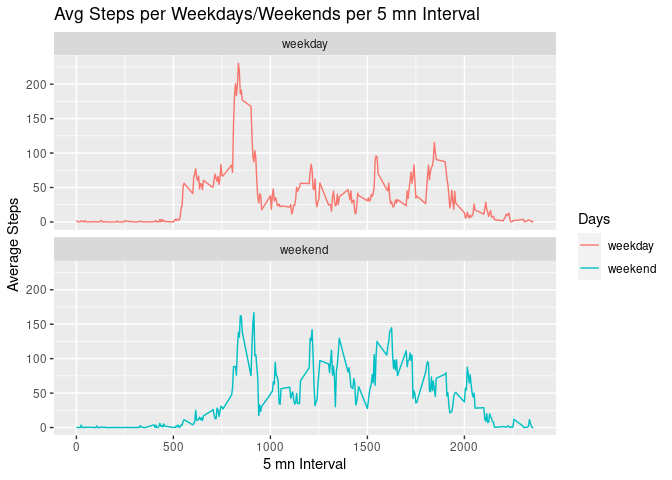 Avg Steps per Weekdays/Weekends per 5 mn Interval
weekday
200
150
100
50
0
weekend
200
150
100
50
0
Average Steps
0 500 1000 1500 2000
5 mn Interval
Days
weekday
weekend